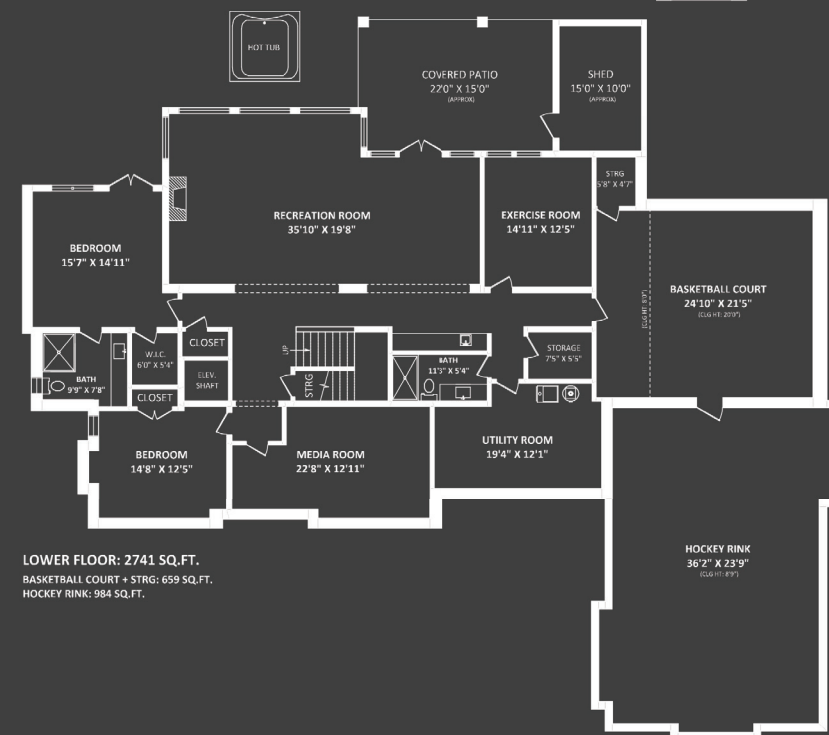 HOT TUB
COVERED PATIO
22'0" X 15'0"
(APPROX)
SHED
15'0" X 10'0"
(APPROX)
STRG
5'8" X 4'7"
RECREATION ROOM
35'10" X 19'8"
EXERCISE ROOM
14'11" X 12'5"
BEDROOM
15'7" X 14'11"
BASKETBALL COURT
24'10" X 21'5"
(CLG HT: 20'0")
(CLG HT: 8'9")
CLOSET
UP
W.I.C.
6'0" X 5'4"
STORAGE
7'5" X 5'5"
BATH
9'9" X 7'8"
ELEV.
SHAFT
STRG
BATH
11'3" X 5'4"
CLOSET
BEDROOM
14'8" X 12'5"
MEDIA ROOM
22'8" X 12'11"
UTILITY ROOM
19'4" X 12'1"
HOCKEY RINK
36'2" X 23'9"
(CLG HT: 8'9")
LOWER FLOOR: 2741 SQ.FT.
BASKETBALL COURT + STRG: 659 SQ.FT.
HOCKEY RINK: 984 SQ.FT.